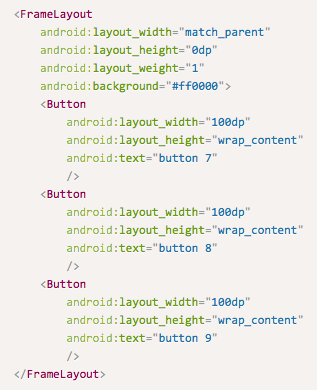 <FrameLayout
    android:layout_width="match_parent"
    android:layout_height="0dp"
    android:layout_weight="1"
    android:background="#ff0000">
    <Button
        android:layout_width="100dp"
        android:layout_height="wrap_content"
        android:text="button 7"
        />
    <Button
        android:layout_width="100dp"
        android:layout_height="wrap_content"
        android:text="button 8"
        />
    <Button
        android:layout_width="100dp"
        android:layout_height="wrap_content"
        android:text="button 9"
        />
</FrameLayout>